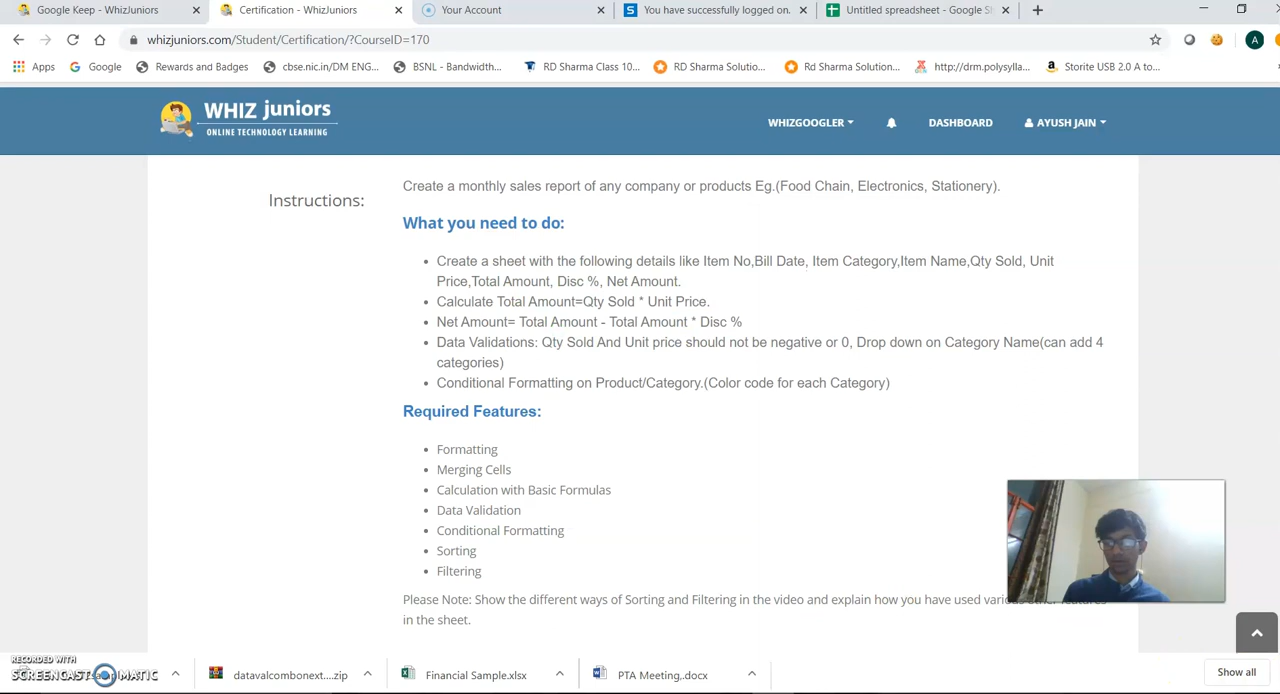 Google Keep - WhizJuniors
Certification - WhizJuniors
Your Account
You have successfully logged on.
Untitled spreadsheet - Google Sh
whizjuniors.com/Student/Certification/?CourseID=170
A
Apps
Google
Rewards and Badges
cbse.nic.in/DM ENG...
BSNL - Bandwidth...
RD Sharma Class 10...
RD Sharma Solutio...
Rd Sharma Solution...
http://drm.polysylla...
Storite USB 2.0 A to...
WHIZ juniors
ONLINE TECHNOLOGY LEARNING
WHIZGOOGLER
DASHBOARD
AYUSH JAIN
Instructions:
Create a monthly sales report of any company or products Eg.(Food Chain, Electronics, Stationery).
What you need to do:
Create a sheet with the following details like Item No,Bill Date, Item Category,Item Name,Qty Sold, Unit
Price,Total Amount, Disc %, Net Amount.
Calculate Total Amount=Qty Sold * Unit Price.
Net Amount= Total Amount - Total Amount * Disc %
Data Validations: Qty Sold And Unit price should not be negative or 0, Drop down on Category Name(can add 4
categories)
Conditional Formatting on Product/Category.(Color code for each Category)
Required Features:
Formatting
Merging Cells
Calculation with Basic Formulas
Data Validation
Conditional Formatting
Sorting
Filtering
Please Note: Show the different ways of Sorting and Filtering in the video and explain how you have used various other features
in the sheet.
RECORDED WITH
SCREENCAST-O-MATIC
datavalcombonext....zip
Financial Sample.xlsx
PTA Meeting,.docx
Show all